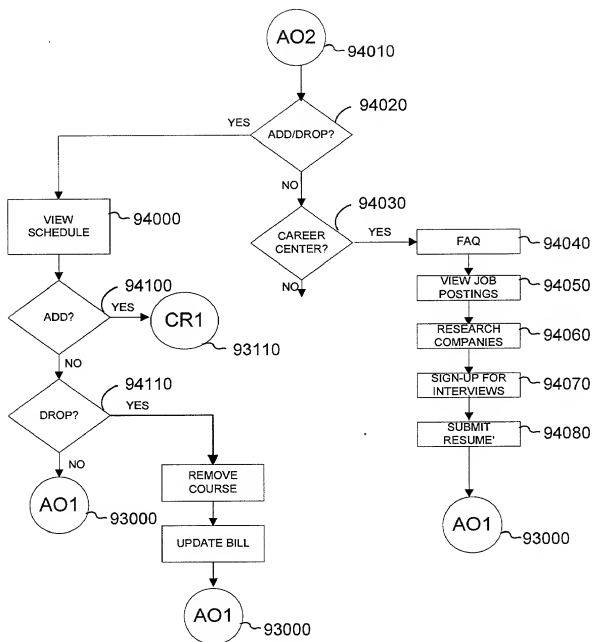 AO2
94010
94020
YES
ADD/DROP?
NO
94030
VIEW
SCHEDULE
94000
CAREER
CENTER?
YES
FAQ
94040
NO
94100
VIEW JOB
POSTINGS
94050
ADD?
YES
CR1
93110
RESEARCH
COMPANIES
94060
NO
94110
SIGN-UP FOR
INTERVIEWS
94070
DROP?
YES
SUBMIT
RESUME'
94080
NO
REMOVE
COURSE
AO1
93000
AO1
93000
UPDATE BILL
AO1
93000